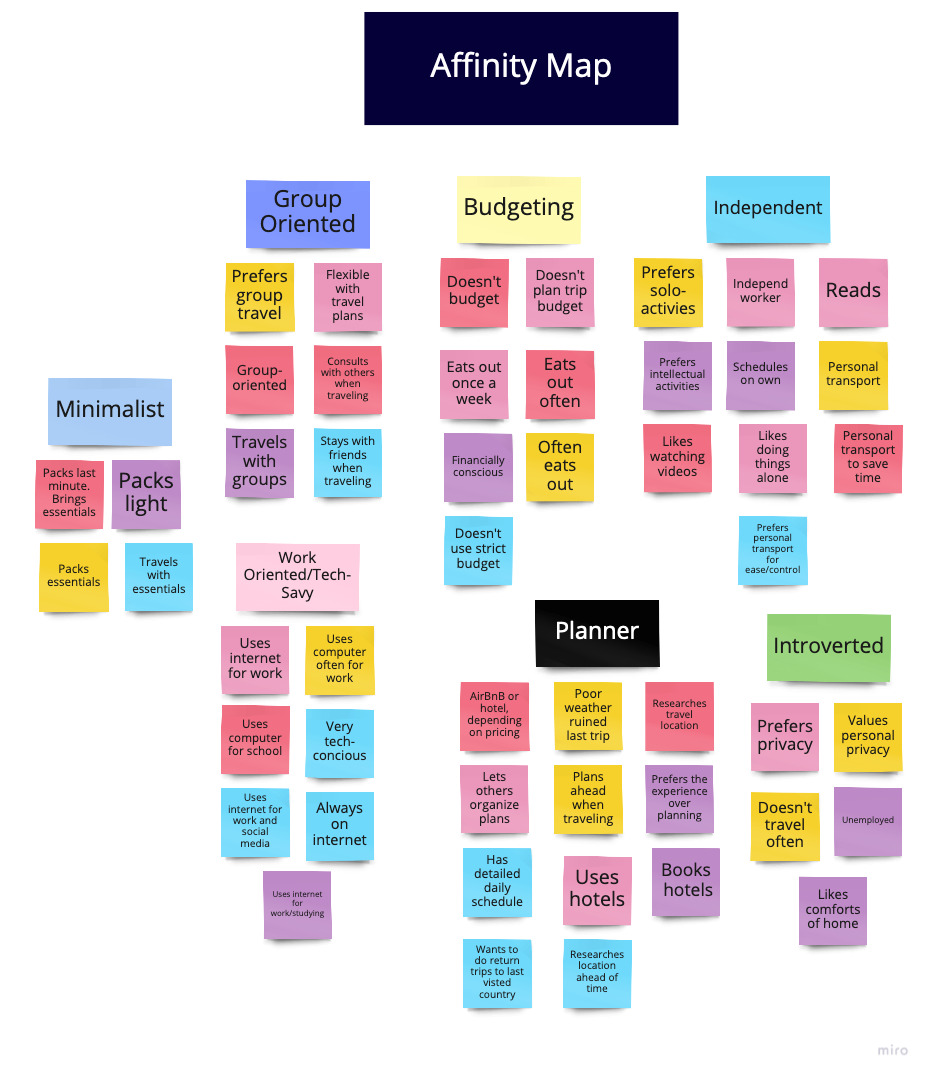 Affinity Map
Group
Oriented
Prefers
group
travel
Flexible
with
travel
plans
Group-
oriented
Consults
with others
when
traveling
Travels
with
groups
Stays with
friends
when
traveling
Budgeting
Doesn't
budget
Doesn't
plan trip
budget
Eats out
once a
week
Eats
out
often
Financially
conscious
Often
eats
out
Doesn't
use strict
budget
Independent
Prefers
solo-
activies
Independ
worker
Reads
Prefers
intellectual
activities
Schedules
on own
Personal
transport
Likes
watching
videos
Likes
doing
things
alone
Personal
transport
to save
time
Prefers
personal
transport
for
ease/control
Minimalist
Packs last
minute.
Brings
essentials
Packs
light
Packs
essentials
Travels
with
essentials
Work
Oriented/Tech-
Savy
Uses
internet
for work
Uses
computer
often for
work
Uses
computer
for school
Very
tech-
concious
Uses
internet for
work and
social
media
Always
on
internet
Uses internet
for
work/studying
Planner
AirBnB or
hotel,
depending
on pricing
Poor
weather
ruined
last trip
Researches
travel
location
Lets
others
organize
plans
Plans
ahead
when
traveling
Prefers the
experience
over
planning
Has
detailed
daily
schedule
Uses
hotels
Books
hotels
Wants to
do return
trips to last
visted
country
Researches
location
ahead of
time
Introverted
Prefers
privacy
Values
personal
privacy
Doesn't
travel
often
Unemployed
Likes
comforts
of home
miro